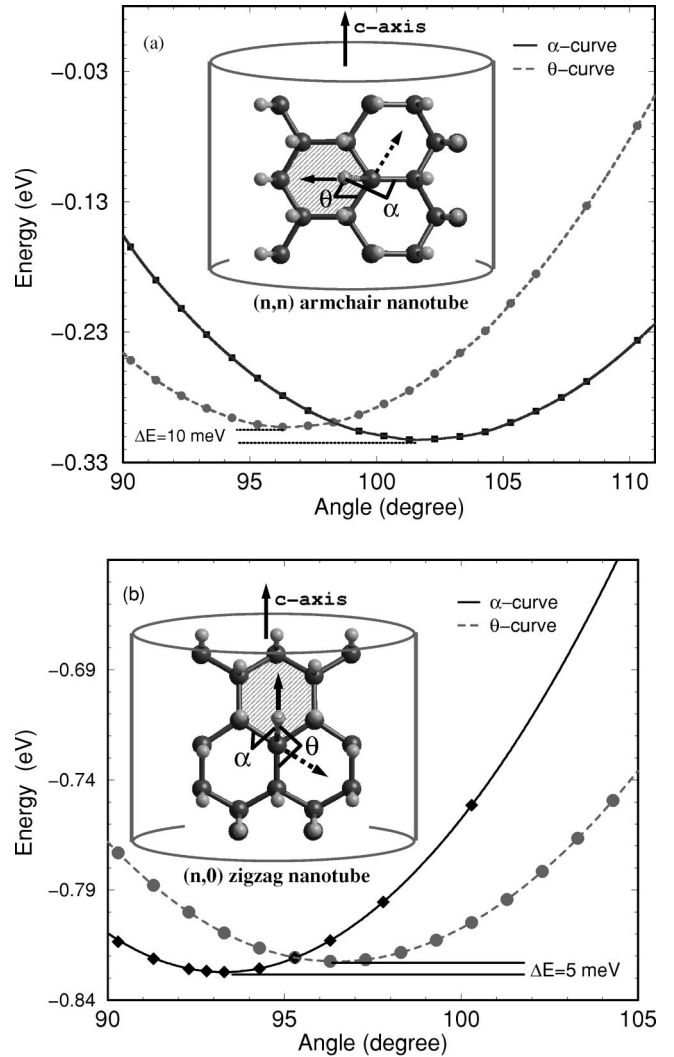 (a)
c-axis
α-curve
θ-curve
-0.03
-0.13
-0.23
-0.33
Energy (eV)
θ
α
(n,n) armchair nanotube
ΔE=10 meV
90 95 100 105 110
Angle (degree)
(b)
c-axis
α-curve
θ-curve
-0.69
-0.74
-0.79
-0.84
Energy (eV)
α
θ
(n,0) zigzag nanotube
ΔE=5 meV
90 95 100 105
Angle (degree)